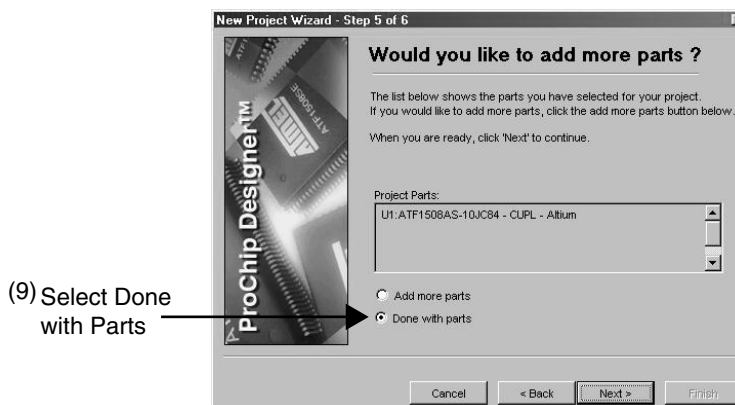 New Project Wizard - Step 5 of 6
ATF1508SE
ATMEL
ProChip Designer™
Would you like to add more parts ?
The list below shows the parts you have selected for your project.
If you would like to add more parts, click the add more parts button below.
When you are ready, click 'Next' to continue.
Project Parts:
U1:ATF1508AS-10JC84 - CUPL - Altium
Add more parts
Done with parts
(9) Select Done
with Parts
Cancel
< Back
Next >
Finish